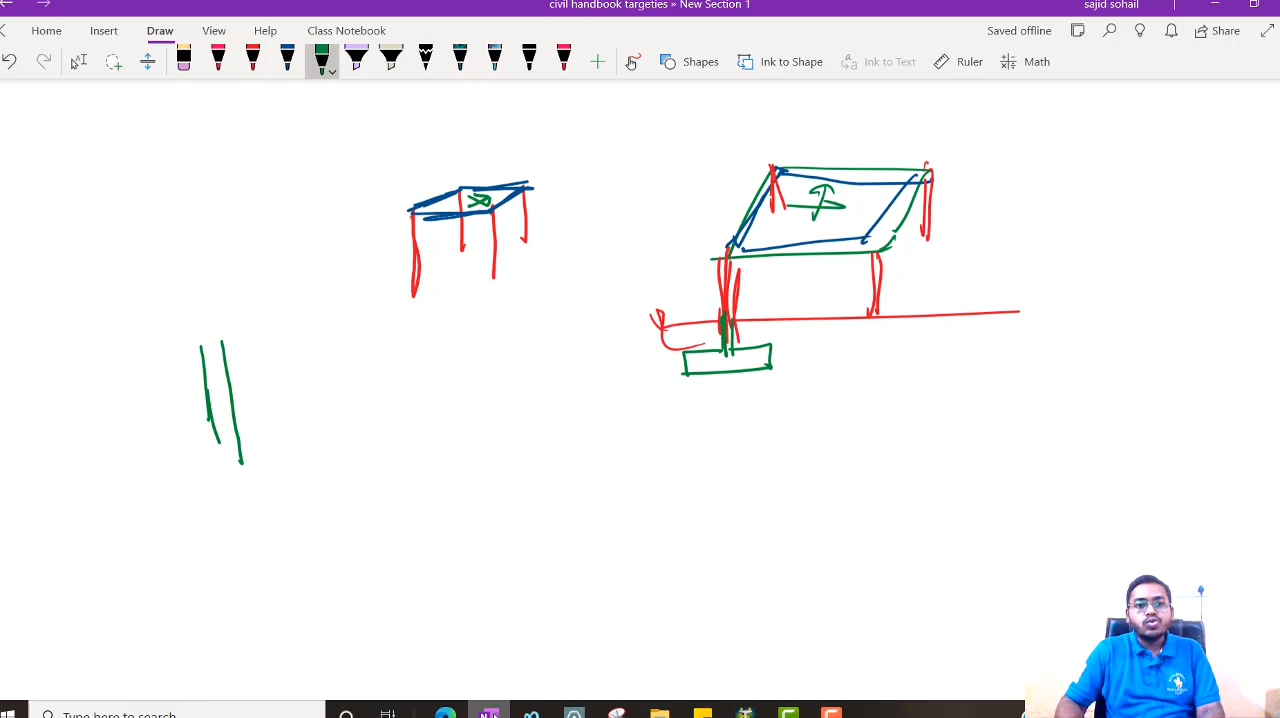 civil handbook targeties » New Section 1
sajid sohail
Home Insert Draw View Help Class Notebook
Saved offline
Share
Shapes
Ink to Shape
Ink to Text
Ruler
Math
Type here to search